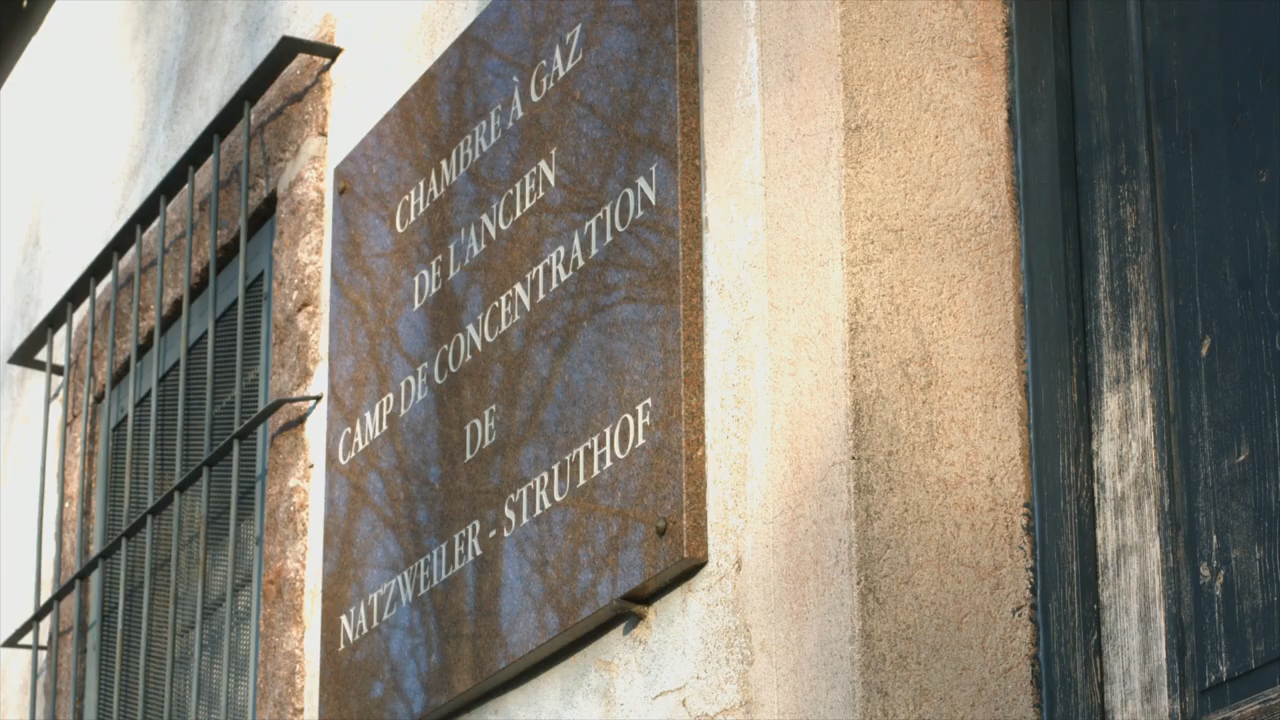 CHAMBRE À GAZ
DE L'ANCIEN
CAMP DE CONCENTRATION
DE
NATZWEILER - STRUTHOF